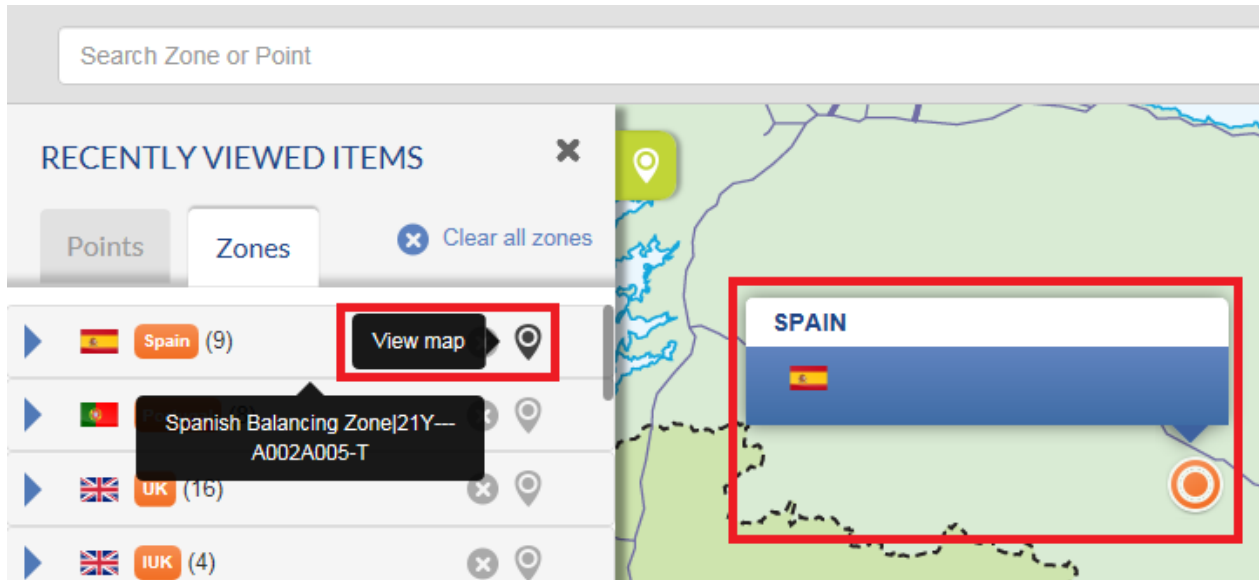 Search Zone or Point
RECENTLY VIEWED ITEMS
Points
Zones
Clear all zones
Spain (9)
View map
Spanish Balancing Zone|21Y---
A002A005-T
UK (16)
IUK (4)
SPAIN